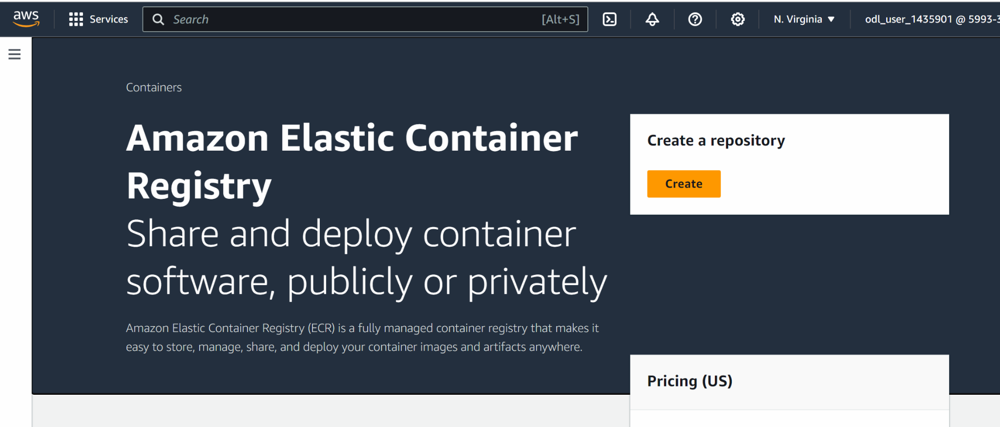 aws
Services
Search
[Alt+S]
N. Virginia
odl_user_1435901 @ 5993-3
Containers
Amazon Elastic Container
Registry
Share and deploy container
software, publicly or privately
Amazon Elastic Container Registry (ECR) is a fully managed container registry that makes it
easy to store, manage, share, and deploy your container images and artifacts anywhere.
Create a repository
Create
Pricing (US)